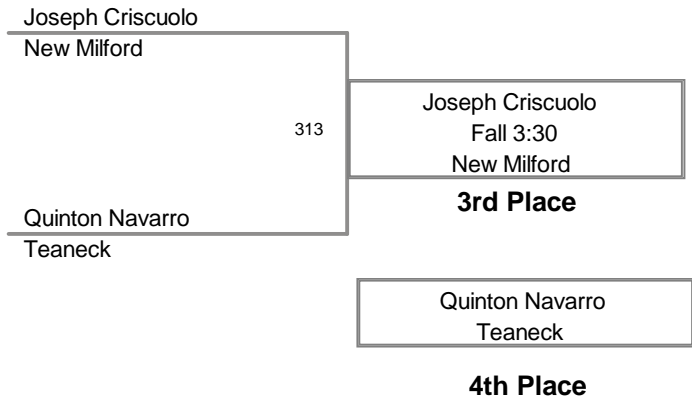 Joseph Criscuolo
New Milford
313
Joseph Criscuolo
Fall 3:30
New Milford
3rd Place
Quinton Navarro
Teaneck
Quinton Navarro
Teaneck
4th Place